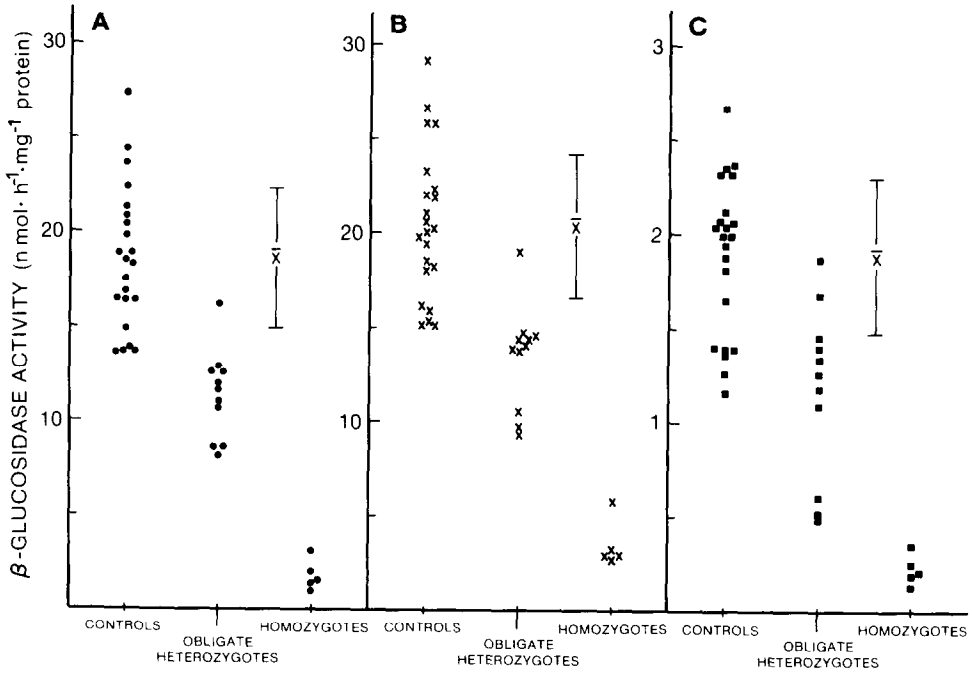 A
B
C
β-GLUCOSIDASE ACTIVITY (nmol·h⁻¹·mg⁻¹ protein)
30
20
10
30
20
10
3
2
1
X̄
X̄
X̄
CONTROLS
OBLIGATE
HETEROZYGOTES
HOMOZYGOTES
CONTROLS
OBLIGATE
HETEROZYGOTES
HOMOZYGOTES
CONTROLS
OBLIGATE
HETEROZYGOTES
HOMOZYGOTES